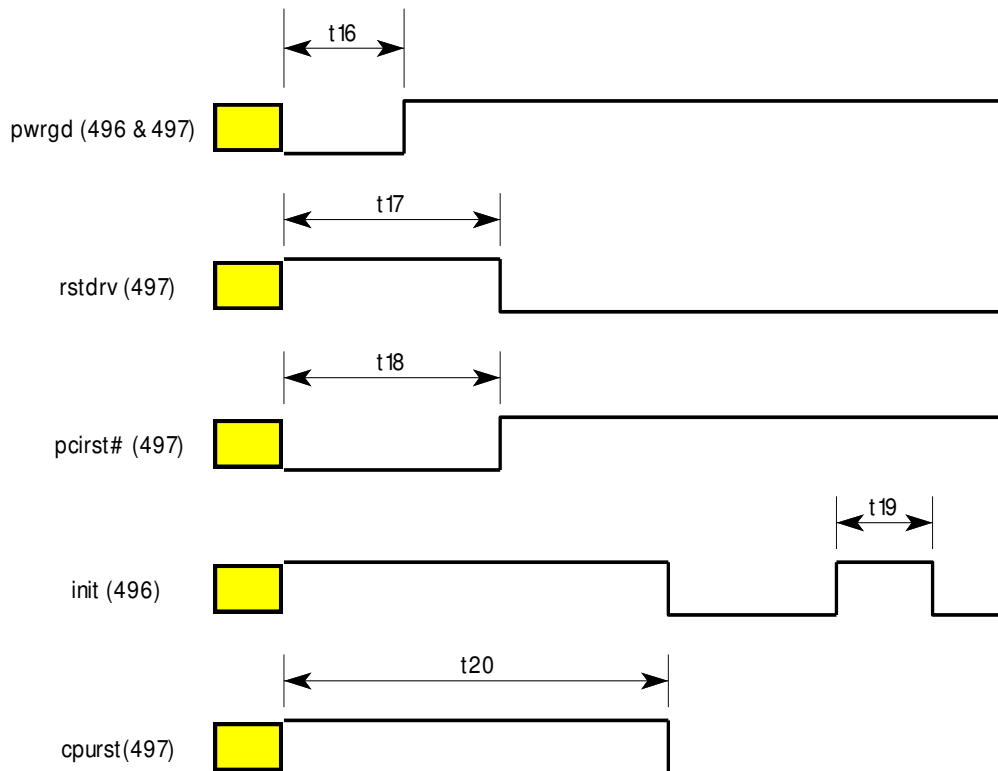 t16
pwrgd (496 & 497)
t17
rstdrv (497)
t18
pcirst# (497)
t19
init (496)
t20
cpurst(497)